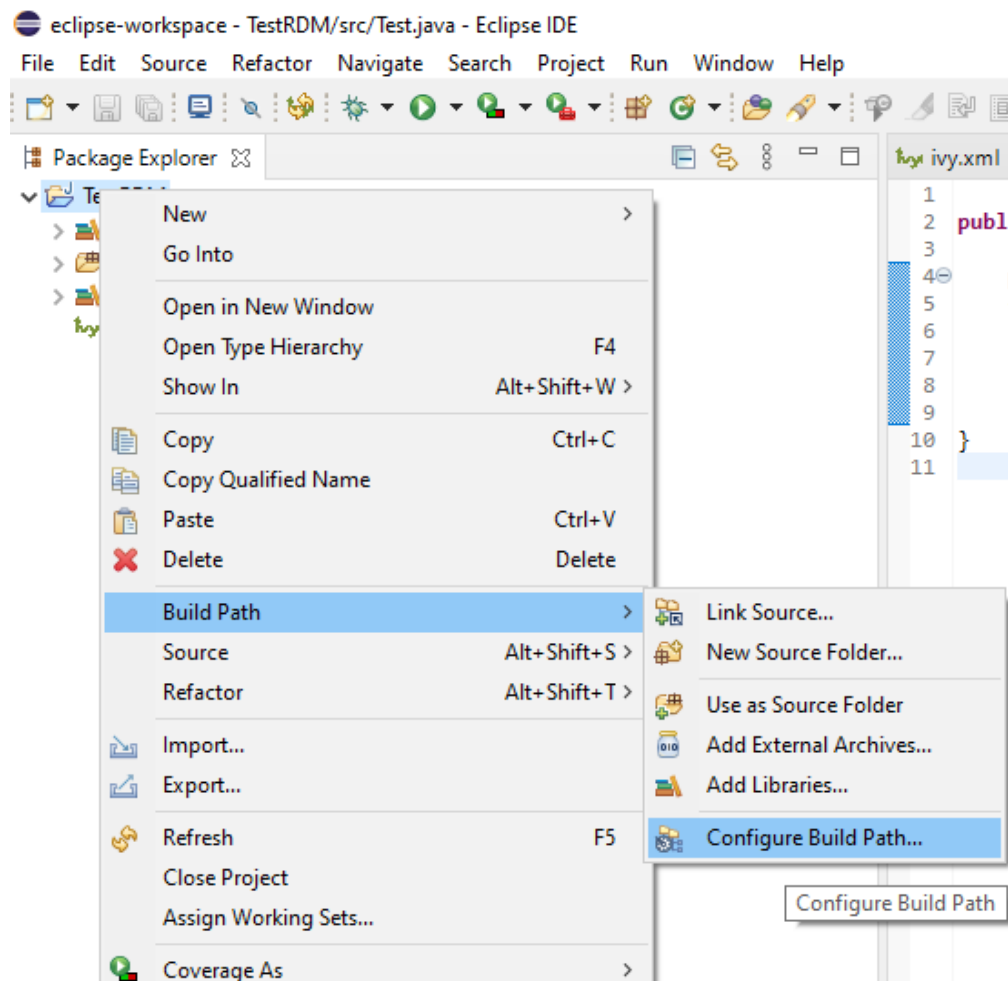 eclipse-workspace - TestRDM/src/Test.java - Eclipse IDE
File Edit Source Refactor Navigate Search Project Run Window Help
Package Explorer
ivy.xml
New
Go Into
Open in New Window
Open Type Hierarchy F4
Show In Alt+Shift+W >
Copy Ctrl+C
Copy Qualified Name
Paste Ctrl+V
Delete Delete
Build Path
Source Alt+Shift+S >
Refactor Alt+Shift+T >
Import...
Export...
Refresh F5
Close Project
Assign Working Sets...
Coverage As
Link Source...
New Source Folder...
Use as Source Folder
Add External Archives...
Add Libraries...
Configure Build Path...
Configure Build Path
1
2 publ
3
4
5
6
7
8
9
10 }
11